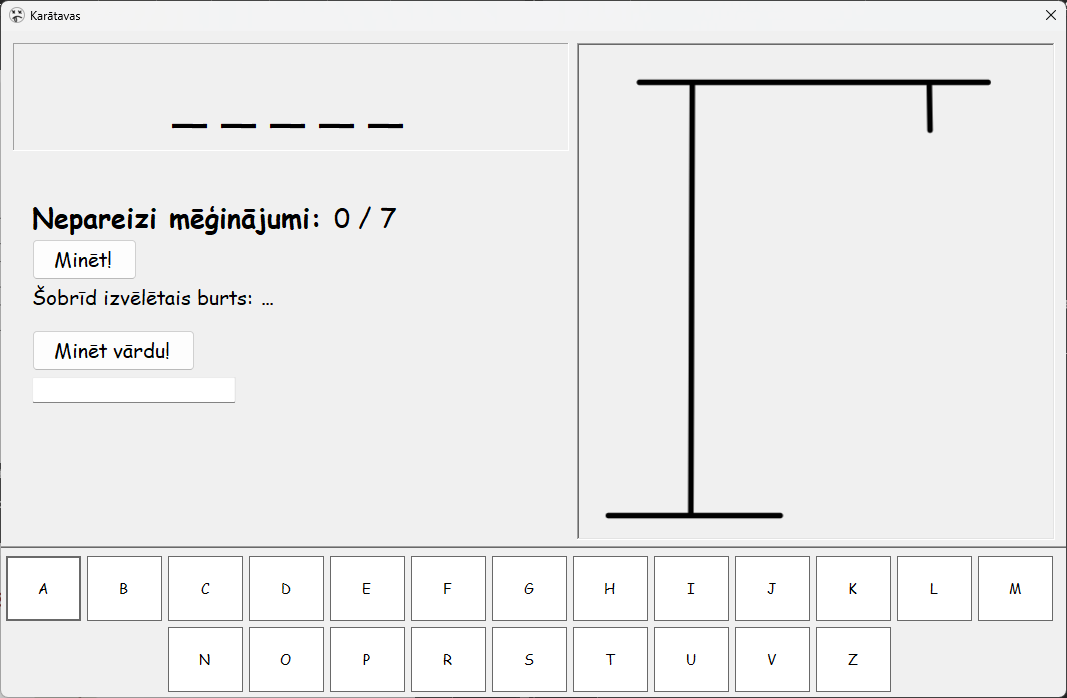 Karātavas
_ _ _ _ _
Nepareizi mēģinājumi: 0 / 7
Minēt!
Šobrīd izvēlētais burts: ...
Minēt vārdu!
A B C D E F G H I J K L M
N O P R S T U V Z